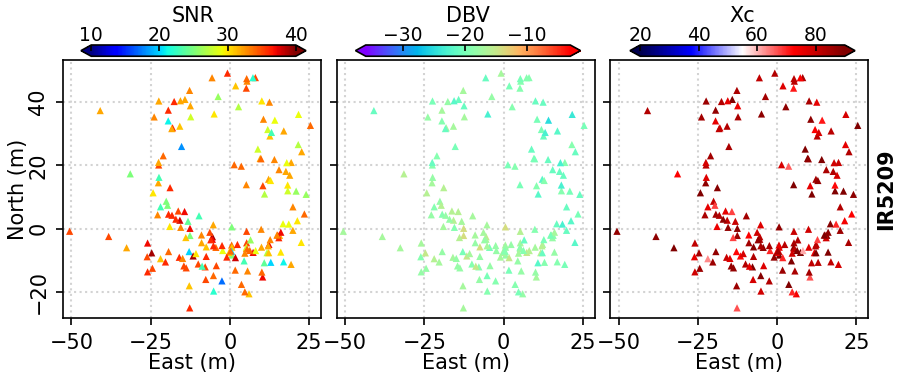 SNR DBV Xc
10 20 30 40 −30 −20 −10 20 40 60 80
North (m)
40
20
0
−20
IR5209
−50 −25 0 25 −50 −25 0 25 −50 −25 0 25
East (m) East (m) East (m)